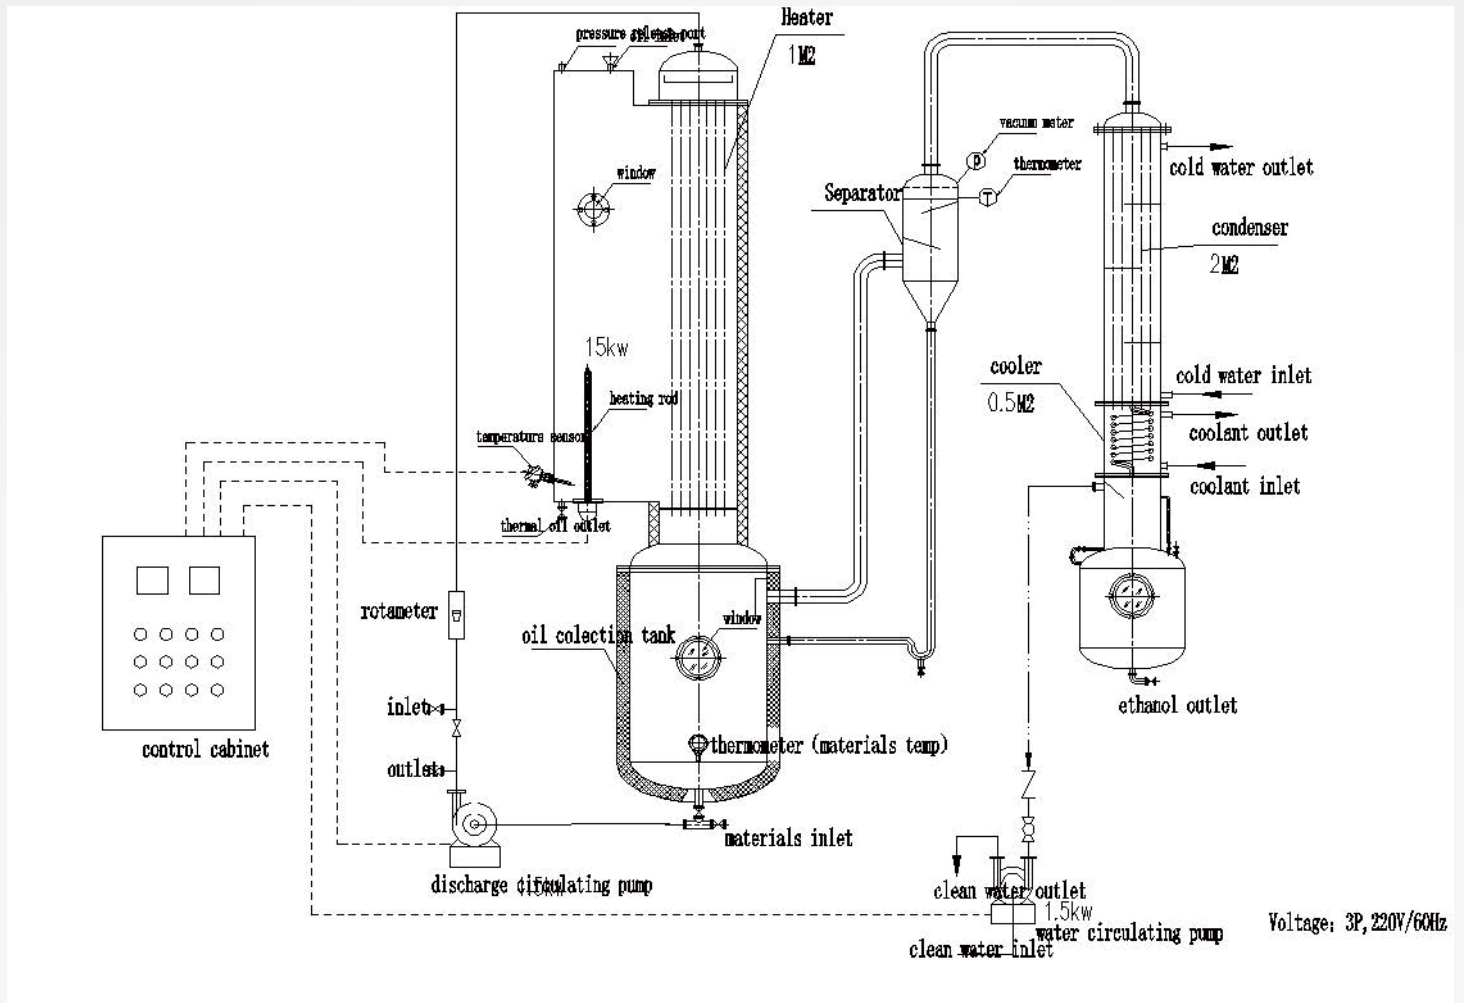 Heater
1M2
pressure release port
vacuum meter
thermometer
cold water outlet
window
Separator
condenser
2M2
15kw
cooler
0.5M2
cold water inlet
heating rod
temperature sensor
coolant outlet
coolant inlet
thermal oil outlet
rotameter
window
oil colection tank
inlet
ethanol outlet
control cabinet
thermometer (materials temp)
outlet
materials inlet
discharge circulating pump
clean water outlet
1.5kw
water circulating pump
clean water inlet
Voltage: 3P,220V/60Hz
P
T